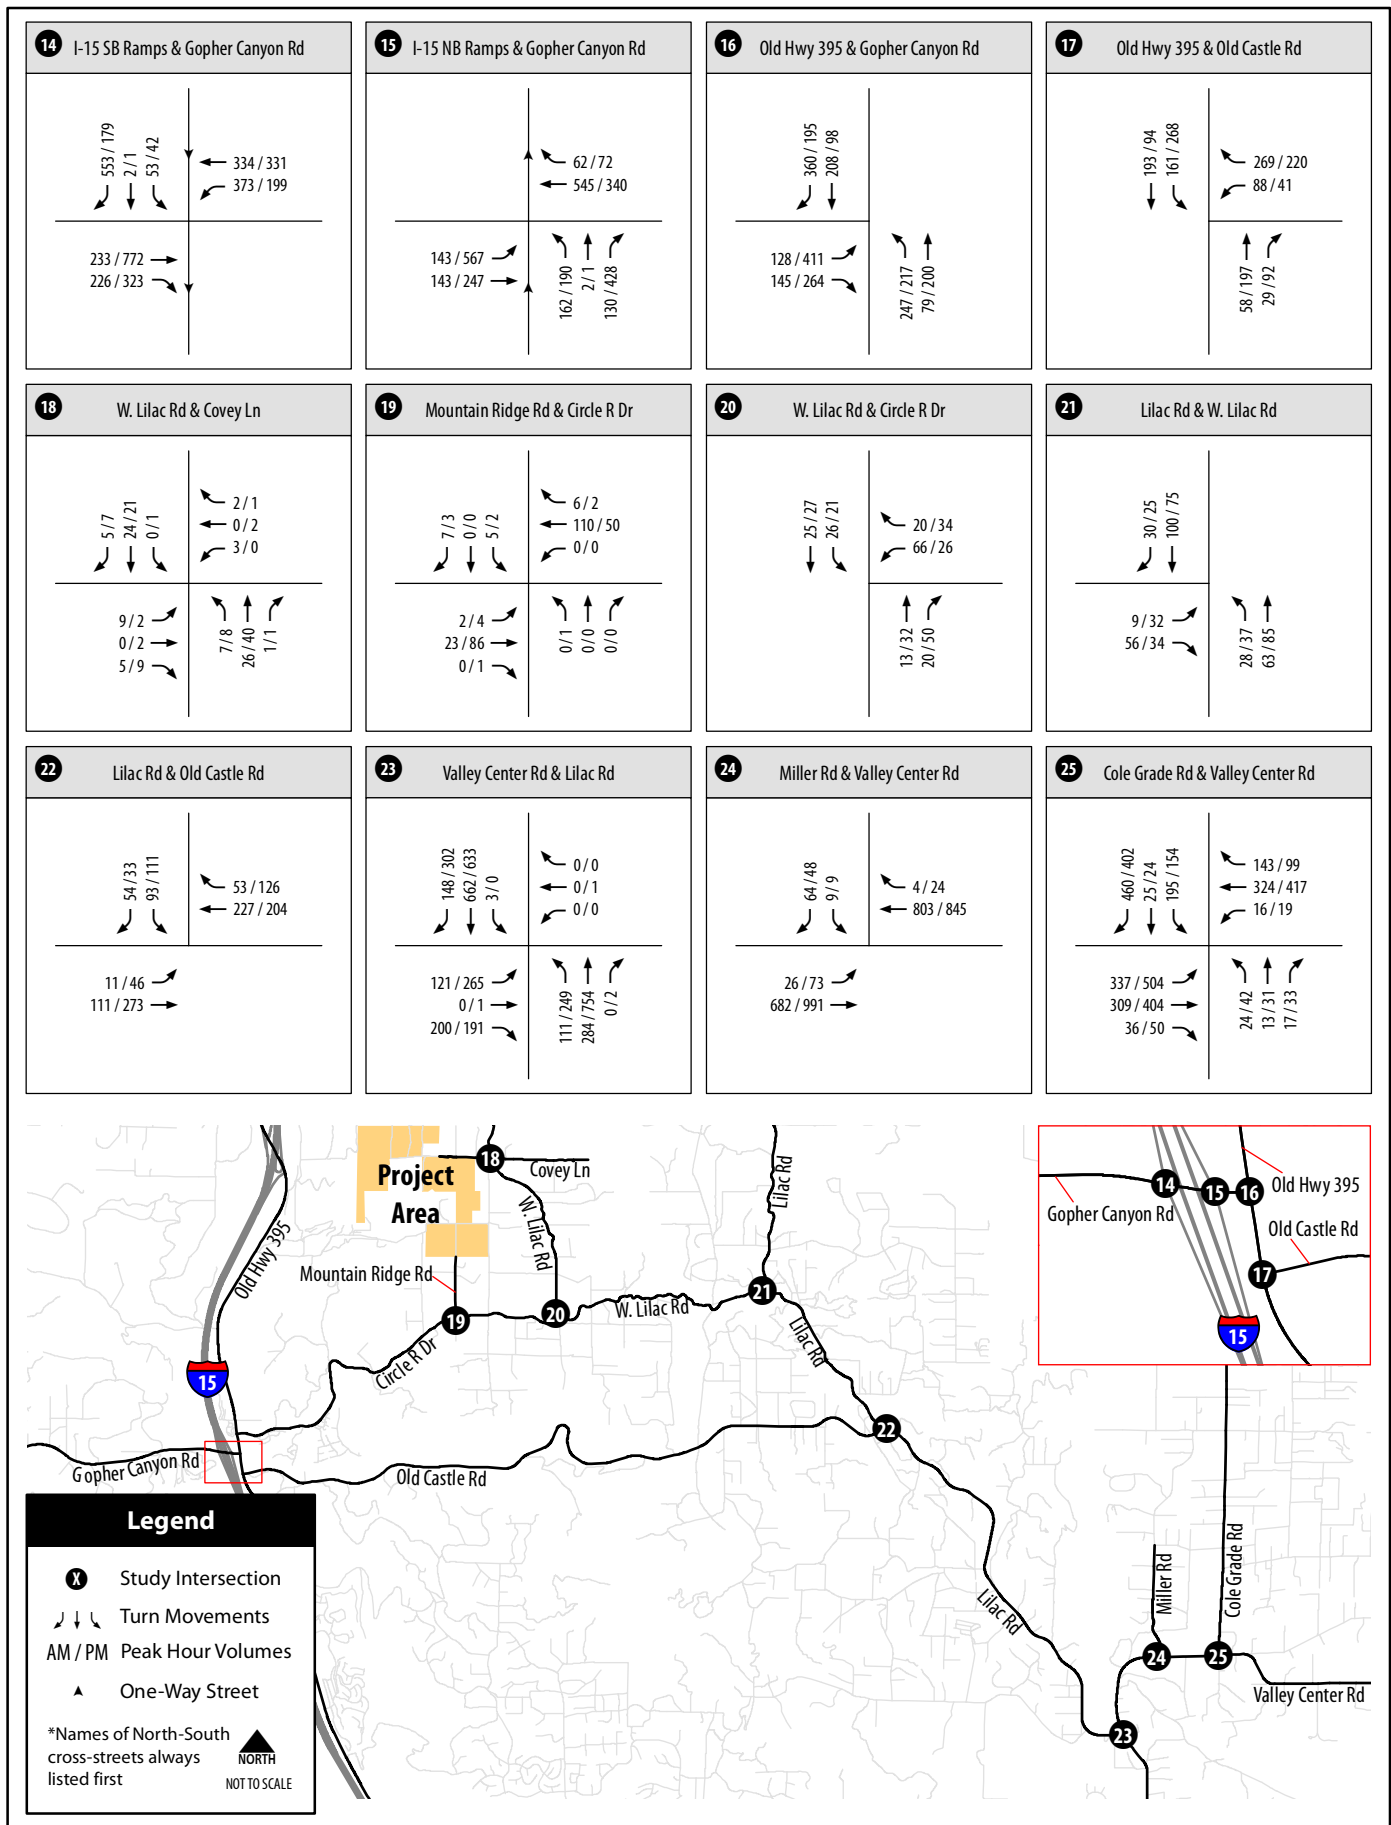 14 I-15 SB Ramps & Gopher Canyon Rd
553 / 179
2 / 1
53 / 42
334 / 331
373 / 199
233 / 772
226 / 323
15 I-15 NB Ramps & Gopher Canyon Rd
62 / 72
545 / 340
143 / 567
143 / 247
162 / 190
2 / 1
130 / 428
16 Old Hwy 395 & Gopher Canyon Rd
360 / 195
208 / 98
128 / 411
145 / 264
247 / 217
79 / 200
17 Old Hwy 395 & Old Castle Rd
193 / 94
161 / 268
269 / 220
88 / 41
58 / 197
29 / 92
18 W. Lilac Rd & Covey Ln
5 / 7
24 / 21
0 / 1
2 / 1
0 / 2
3 / 0
9 / 2
0 / 2
5 / 9
7 / 8
26 / 40
1 / 1
19 Mountain Ridge Rd & Circle R Dr
7 / 3
0 / 0
5 / 2
6 / 2
110 / 50
0 / 0
2 / 4
23 / 86
0 / 1
0 / 1
0 / 0
0 / 0
20 W. Lilac Rd & Circle R Dr
25 / 27
26 / 21
20 / 34
66 / 26
13 / 32
20 / 50
21 Lilac Rd & W. Lilac Rd
30 / 25
100 / 75
9 / 32
56 / 34
28 / 37
63 / 85
22 Lilac Rd & Old Castle Rd
54 / 33
93 / 111
53 / 126
227 / 204
11 / 46
111 / 273
23 Valley Center Rd & Lilac Rd
148 / 302
662 / 633
3 / 0
0 / 0
0 / 1
0 / 0
121 / 265
0 / 1
200 / 191
111 / 249
284 / 754
0 / 2
24 Miller Rd & Valley Center Rd
64 / 48
9 / 9
4 / 24
803 / 845
26 / 73
682 / 991
25 Cole Grade Rd & Valley Center Rd
460 / 402
25 / 24
195 / 154
143 / 99
324 / 417
16 / 19
337 / 504
309 / 404
36 / 50
24 / 42
13 / 31
17 / 33
Project
Area
18
Covey Ln
W. Lilac Rd
Lilac Rd
Old Hwy 395
Mountain Ridge Rd
19
20
W. Lilac Rd
21
Lilac Rd
Circle R Dr
15
22
Gopher Canyon Rd
Old Castle Rd
14
15
16
Old Hwy 395
Gopher Canyon Rd
Old Castle Rd
17
15
Lilac Rd
Miller Rd
Cole Grade Rd
24
25
Valley Center Rd
23
Legend
X Study Intersection
Turn Movements
AM / PM Peak Hour Volumes
One-Way Street
*Names of North-South
cross-streets always
listed first
NORTH
NOT TO SCALE